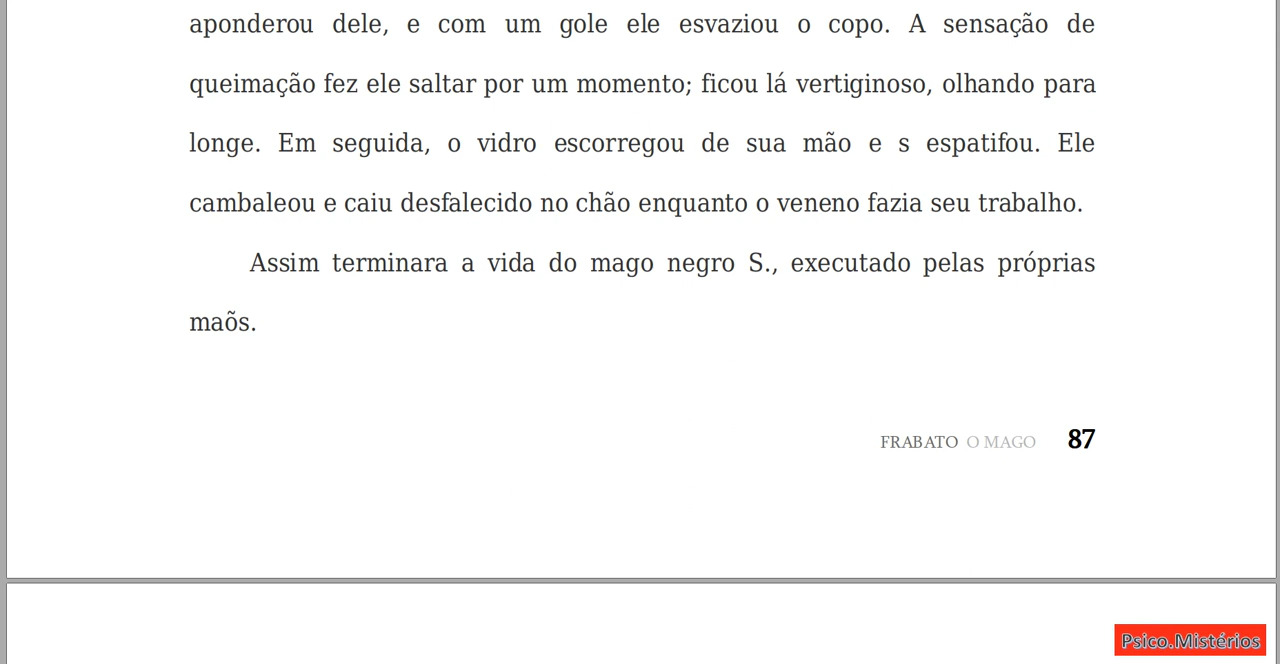 aponderou dele, e com um gole ele esvaziou o copo. A sensação de
queimação fez ele saltar por um momento; ficou lá vertiginoso, olhando para
longe. Em seguida, o vidro escorregou de sua mão e s espatifou. Ele
cambaleou e caiu desfalecido no chão enquanto o veneno fazia seu trabalho.
Assim terminara a vida do mago negro S., executado pelas próprias
maõs.
FRABATO O MAGO 87
Psico.Mistérios